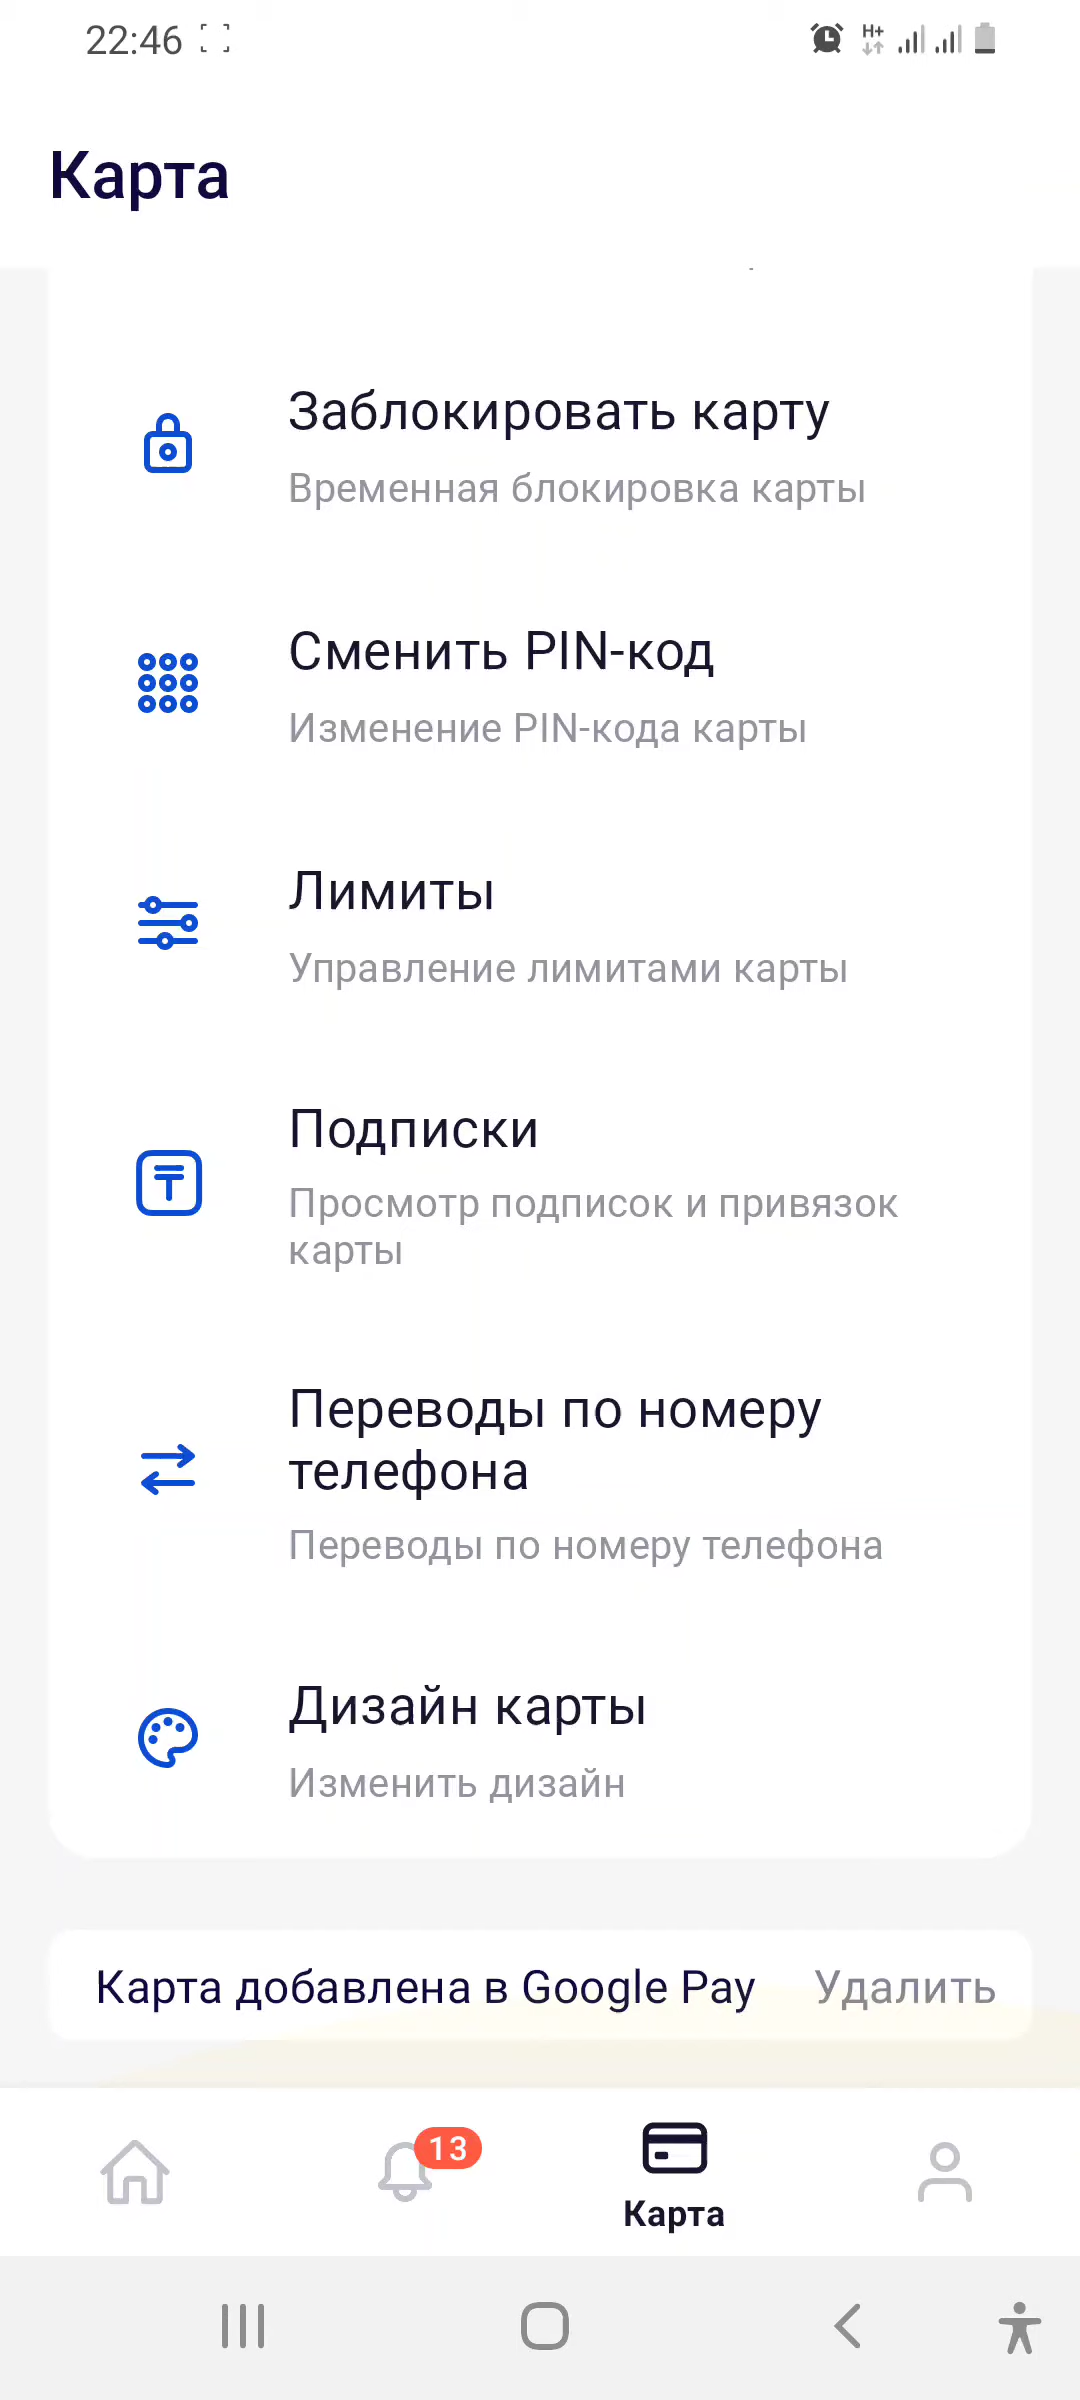 22:46
H+
Карта
Заблокировать карту
Временная блокировка карты
Сменить PIN-код
Изменение PIN-кода карты
Лимиты
Управление лимитами карты
Подписки
Просмотр подписок и привязок
карты
Переводы по номеру
телефона
Переводы по номеру телефона
Дизайн карты
Изменить дизайн
Карта добавлена в Google Pay Удалить
13
Карта